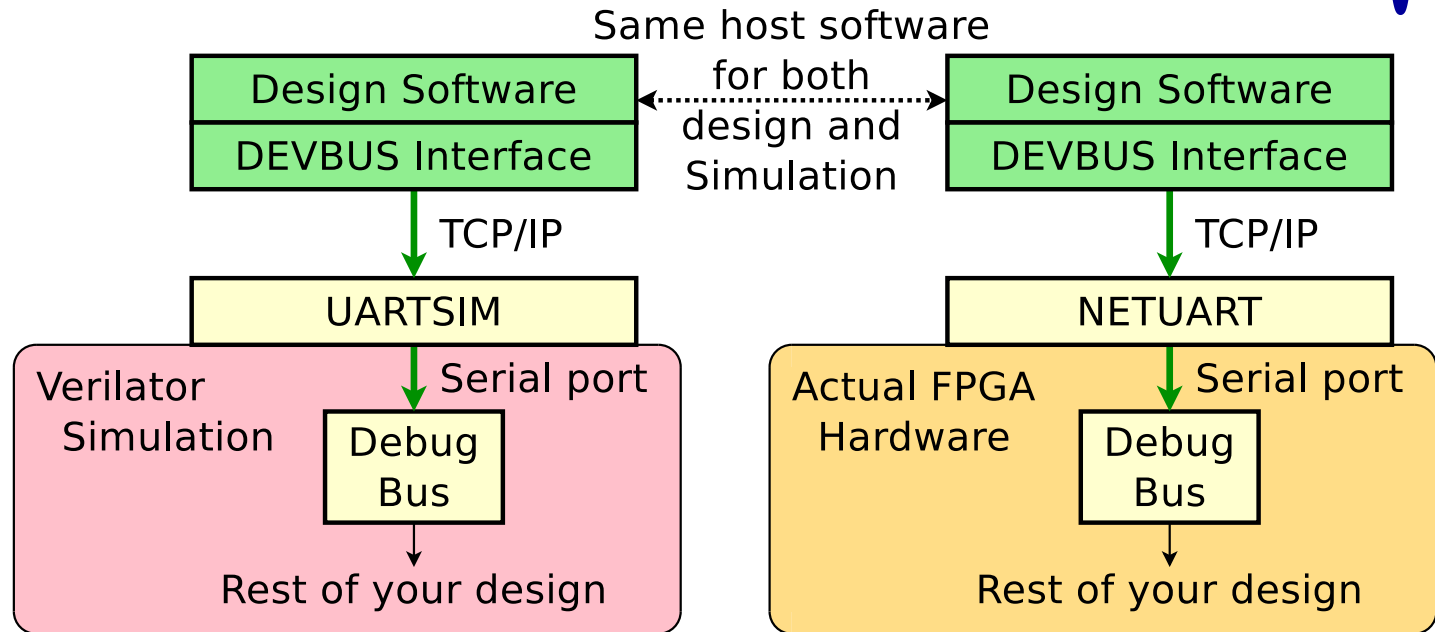 Same host software
for both
design and
Simulation
Design Software
DEVBUS Interface
TCP/IP
UARTSIM
Verilator
Simulation
Serial port
Debug
Bus
Rest of your design
Design Software
DEVBUS Interface
TCP/IP
NETUART
Actual FPGA
Hardware
Serial port
Debug
Bus
Rest of your design